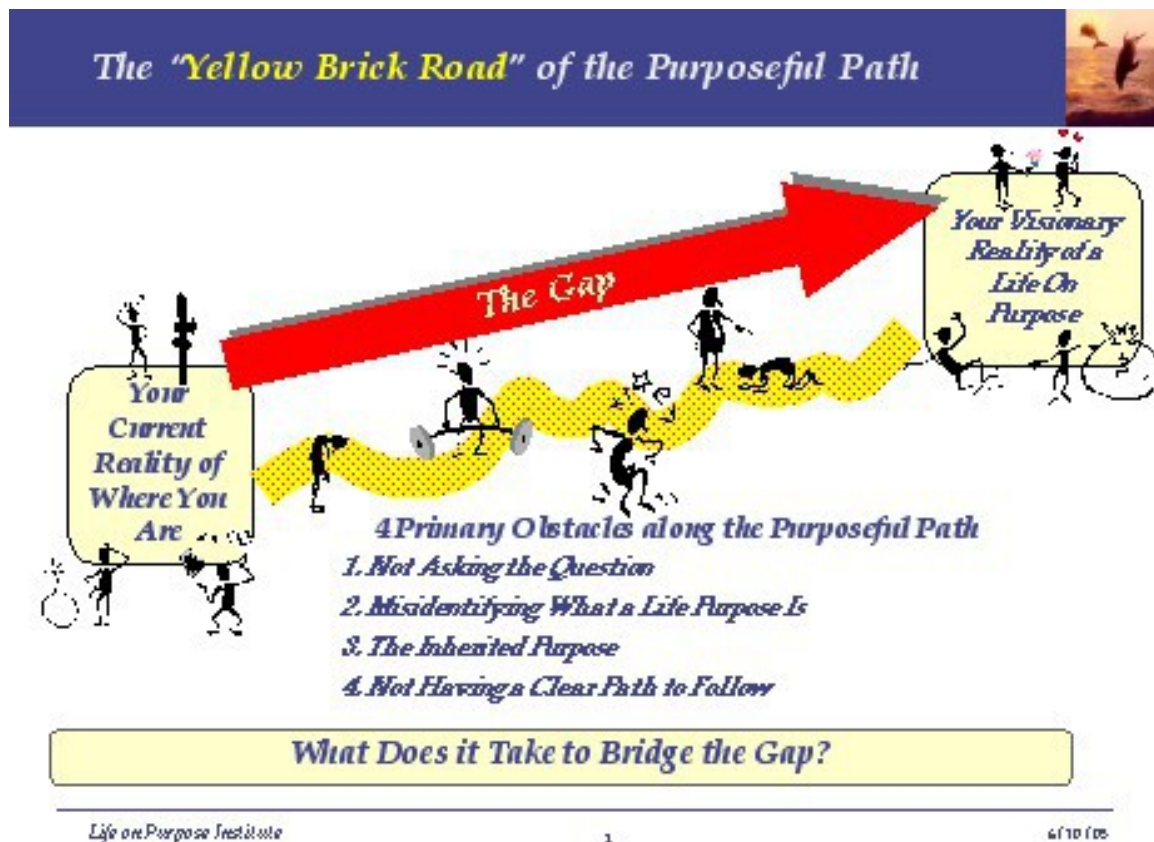 The "Yellow Brick Road" of the Purposeful Path
Your Visionary
Reality of a
Life On
Purpose
The Gap
Your
Current
Reality of
Where You
Are
4 Primary Obstacles along the Purposeful Path
1. Not Asking the Question
2. Misidentifying What a Life Purpose Is
3. The Inherited Purpose
4. Not Having a Clear Path to Follow
What Does it Take to Bridge the Gap?
Life on Purpose Institute
1